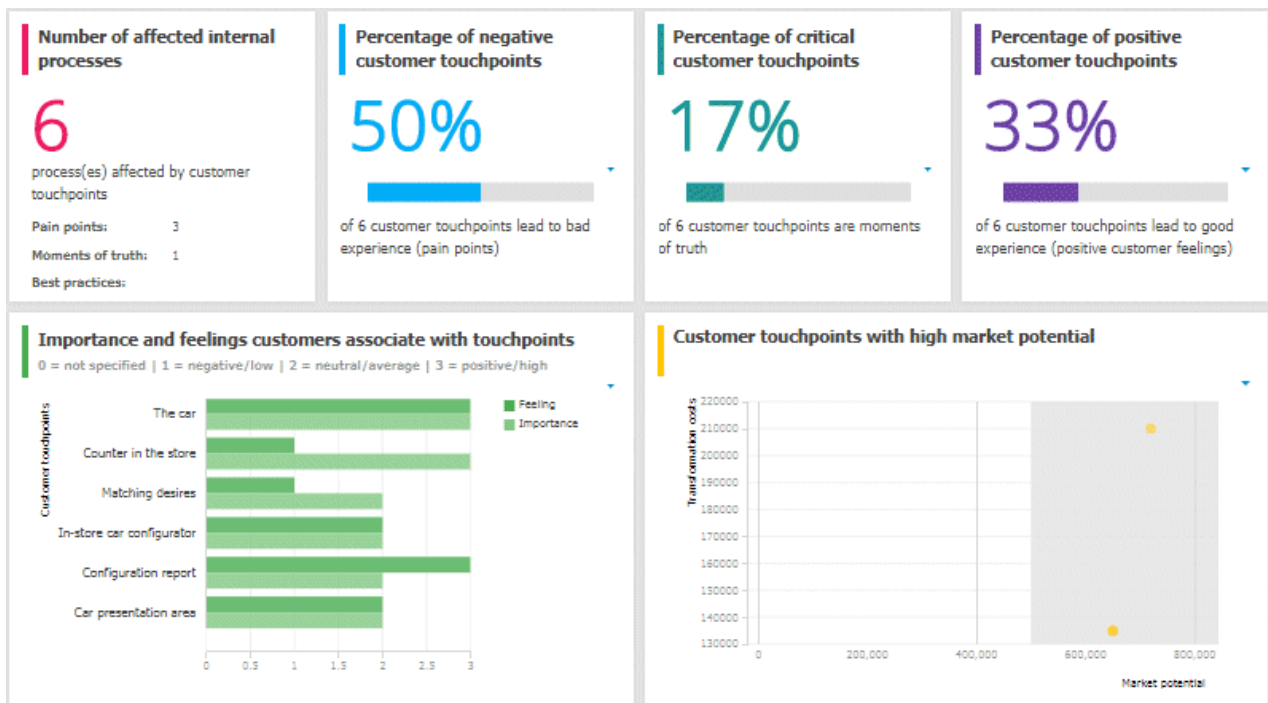 Number of affected internal
processes
6
process(es) affected by customer
touchpoints
Pain points: 3
Moments of truth: 1
Best practices:
Percentage of negative
customer touchpoints
50%
of 6 customer touchpoints lead to bad
experience (pain points)
Percentage of critical
customer touchpoints
17%
of 6 customer touchpoints are moments
of truth
Percentage of positive
customer touchpoints
33%
of 6 customer touchpoints lead to good
experience (positive customer feelings)
Importance and feelings customers associate with touchpoints
0 = not specified | 1 = negative/low | 2 = neutral/average | 3 = positive/high
Customer touchpoints
The car
Counter in the store
Matching desires
In-store car configurator
Configuration report
Car presentation area
0 0.5 1 1.5 2 2.5 3
Feeling
Importance
Customer touchpoints with high market potential
Transformation costs
220000
210000
200000
190000
180000
170000
160000
150000
140000
130000
0 200,000 400,000 600,000 800,000
Market potential